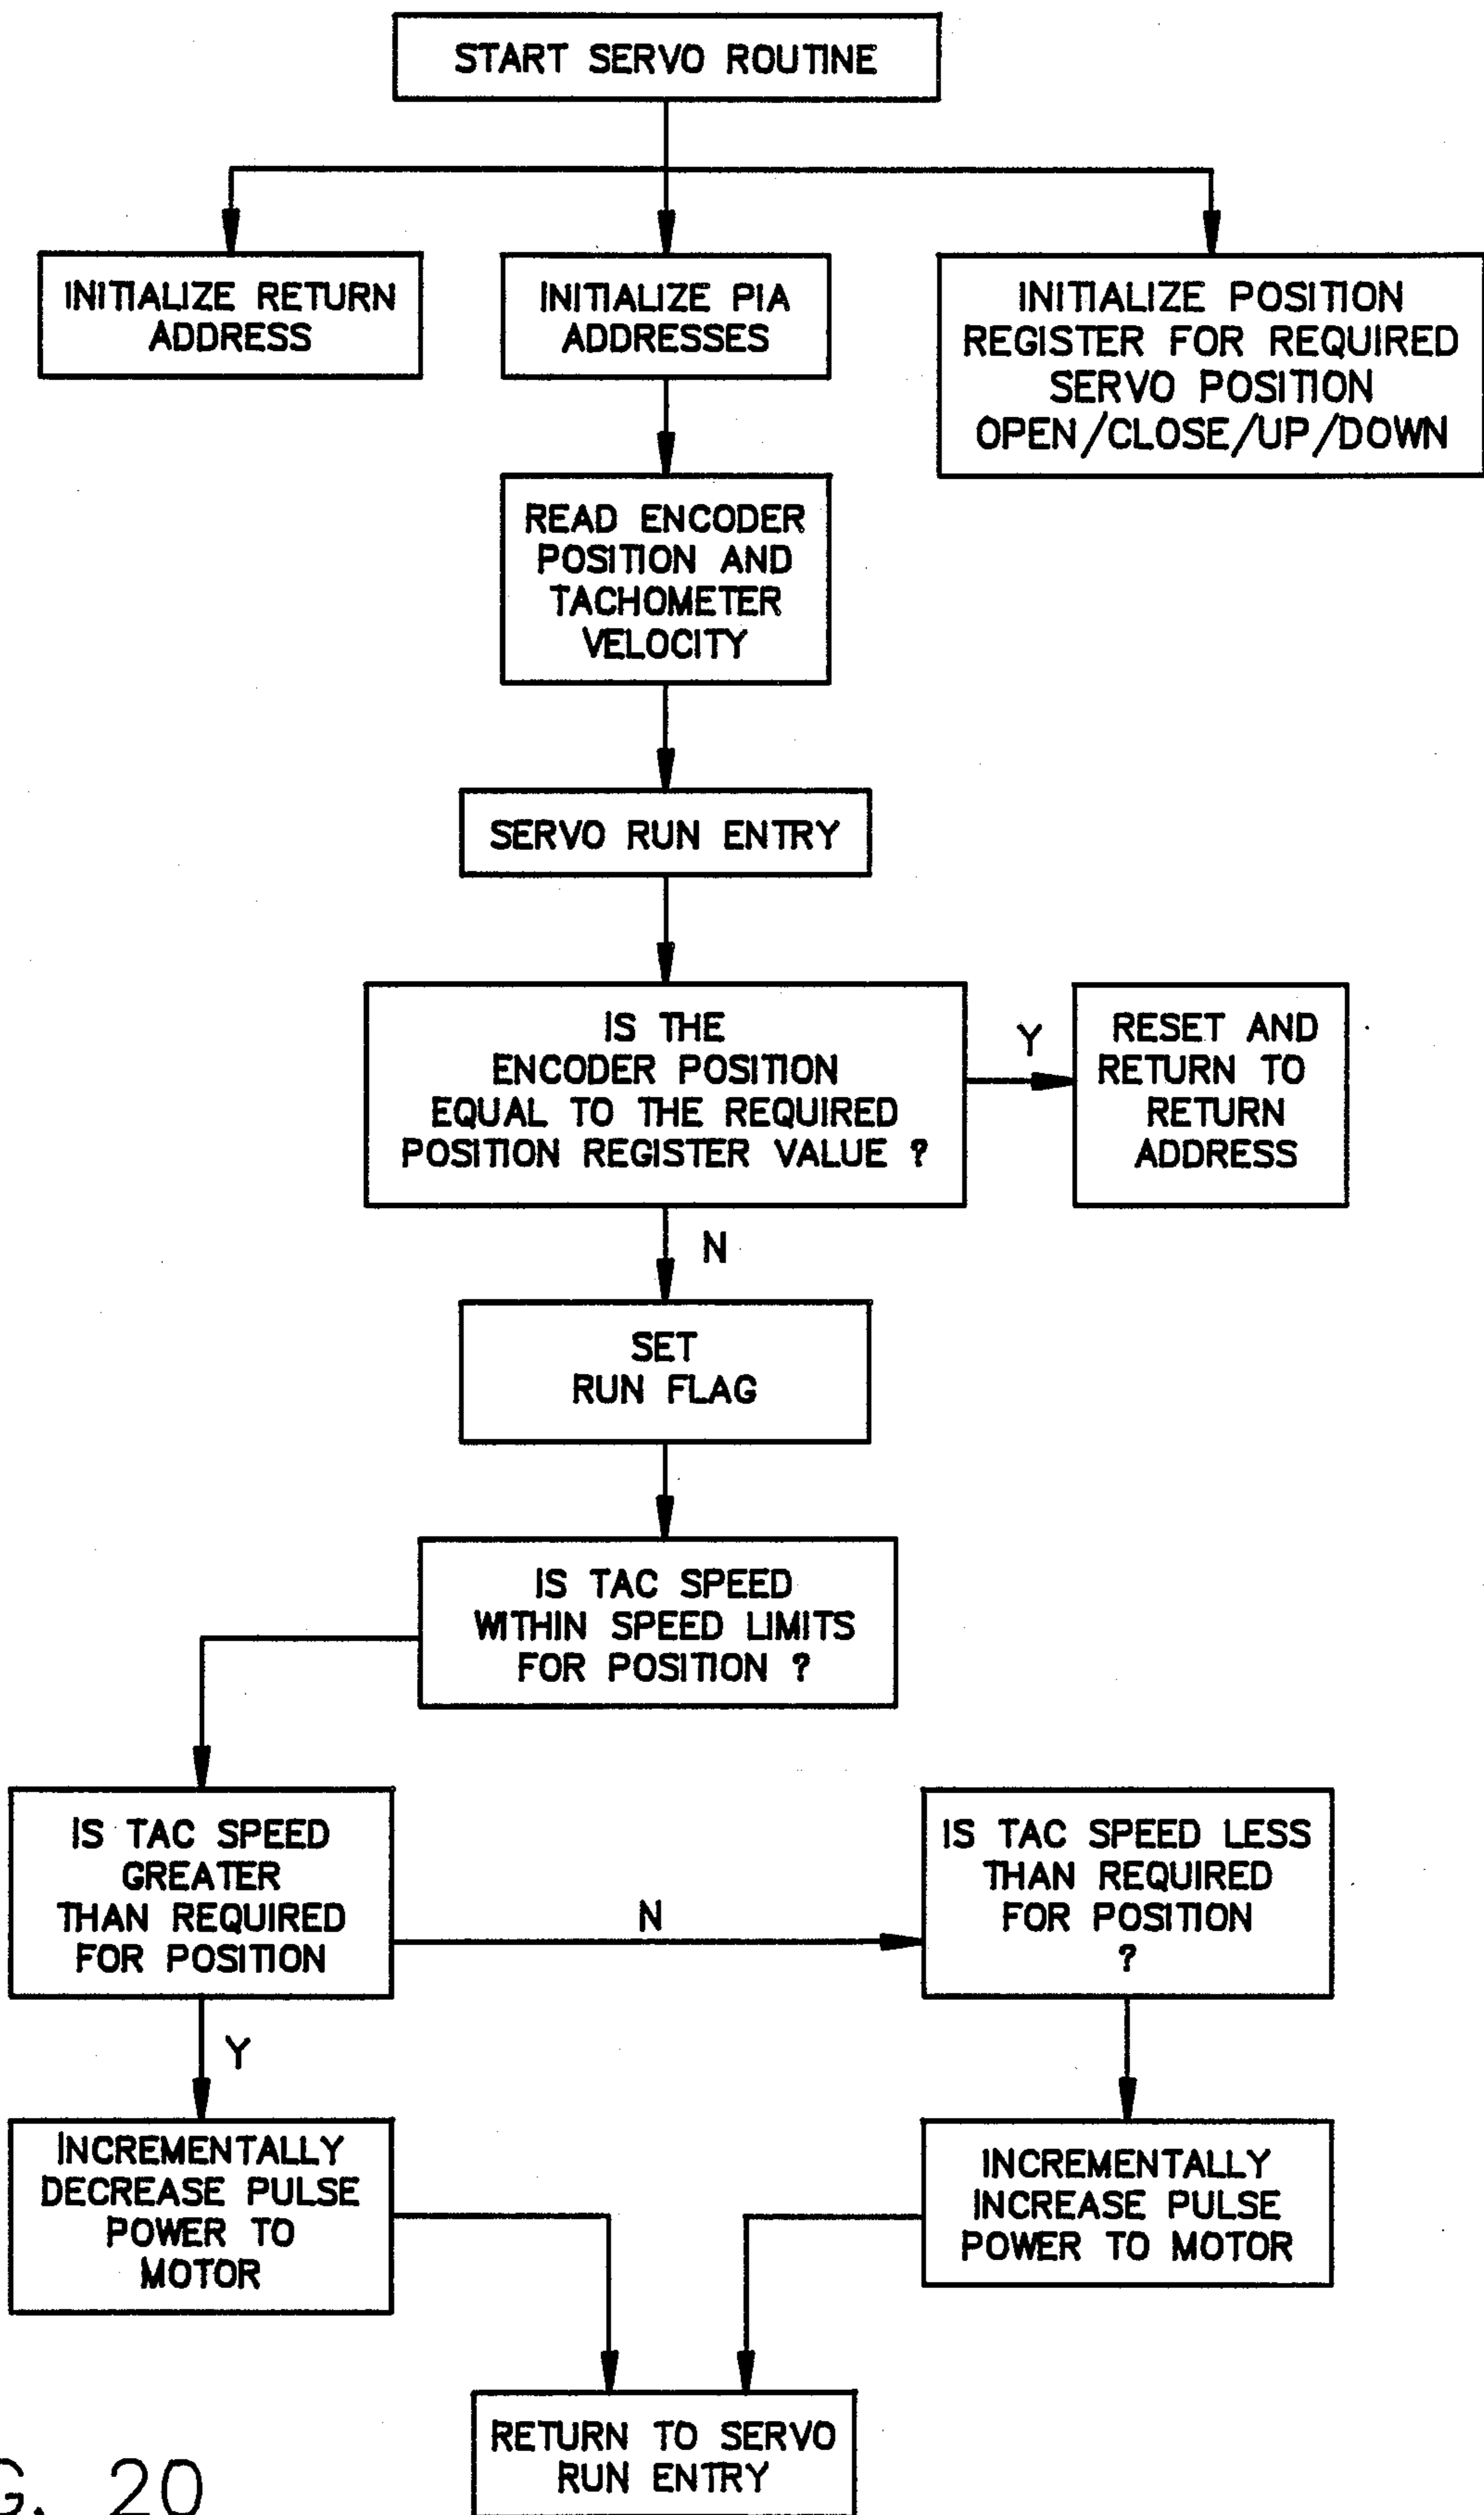 START SERVO ROUTINE
INITIALIZE RETURN
ADDRESS
INITIALIZE PIA
ADDRESSES
INITIALIZE POSITION
REGISTER FOR REQUIRED
SERVO POSITION
OPEN/CLOSE/UP/DOWN
READ ENCODER
POSITION AND
TACHOMETER
VELOCITY
SERVO RUN ENTRY
IS THE
ENCODER POSITION
EQUAL TO THE REQUIRED
POSITION REGISTER VALUE ?
Y
RESET AND
RETURN TO
RETURN
ADDRESS
N
SET
RUN FLAG
IS TAC SPEED
WITHIN SPEED LIMITS
FOR POSITION ?
IS TAC SPEED
GREATER
THAN REQUIRED
FOR POSITION
N
IS TAC SPEED LESS
THAN REQUIRED
FOR POSITION
?
Y
INCREMENTALLY
DECREASE PULSE
POWER TO
MOTOR
INCREMENTALLY
INCREASE PULSE
POWER TO MOTOR
RETURN TO SERVO
RUN ENTRY
G. 20